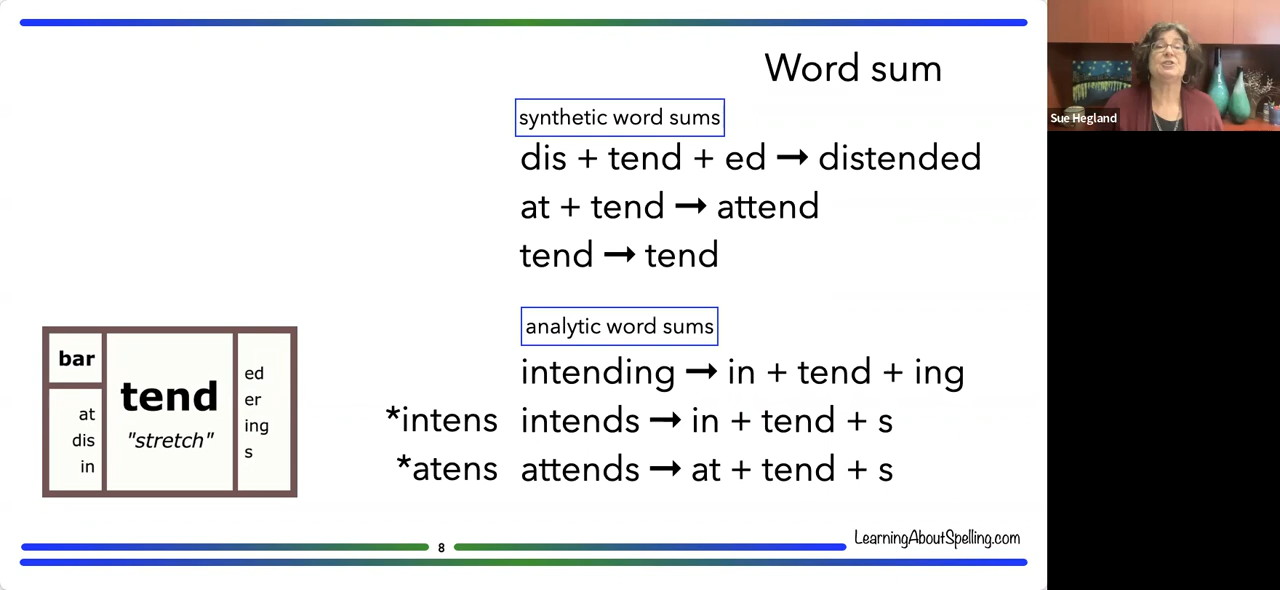 Word sum
synthetic word sums
dis + tend + ed → distended
at + tend → attend
tend → tend
analytic word sums
intending → in + tend + ing
*intens intends → in + tend + s
*atens attends → at + tend + s
bar
at
dis
in
tend
"stretch"
ed
er
ing
s
8
LearningAboutSpelling.com
Sue Hegland